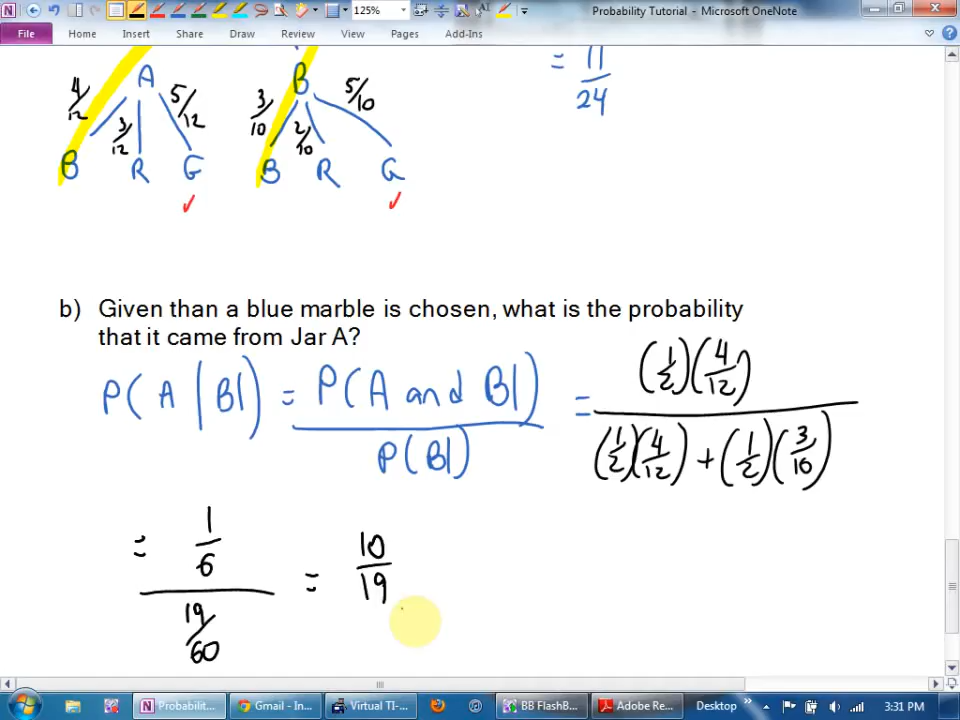 125% Probability Tutorial - Microsoft OneNote
File Home Insert Share Draw Review View Pages Add-Ins
A B = 11/24
4/12 3/12 5/12 3/10 2/10 5/10
B R G B R G
✓ ✓
b) Given than a blue marble is chosen, what is the probability
that it came from Jar A?
P(A | Bl) = P(A and Bl) / P(Bl) = (1/2)(4/12) / (1/2)(4/12) + (1/2)(3/10)
= 1/6 / 19/60 = 10/19
Probabilit... Gmail - In... Virtual TI-... BB FlashB... Adobe Re... Desktop » 3:31 PM